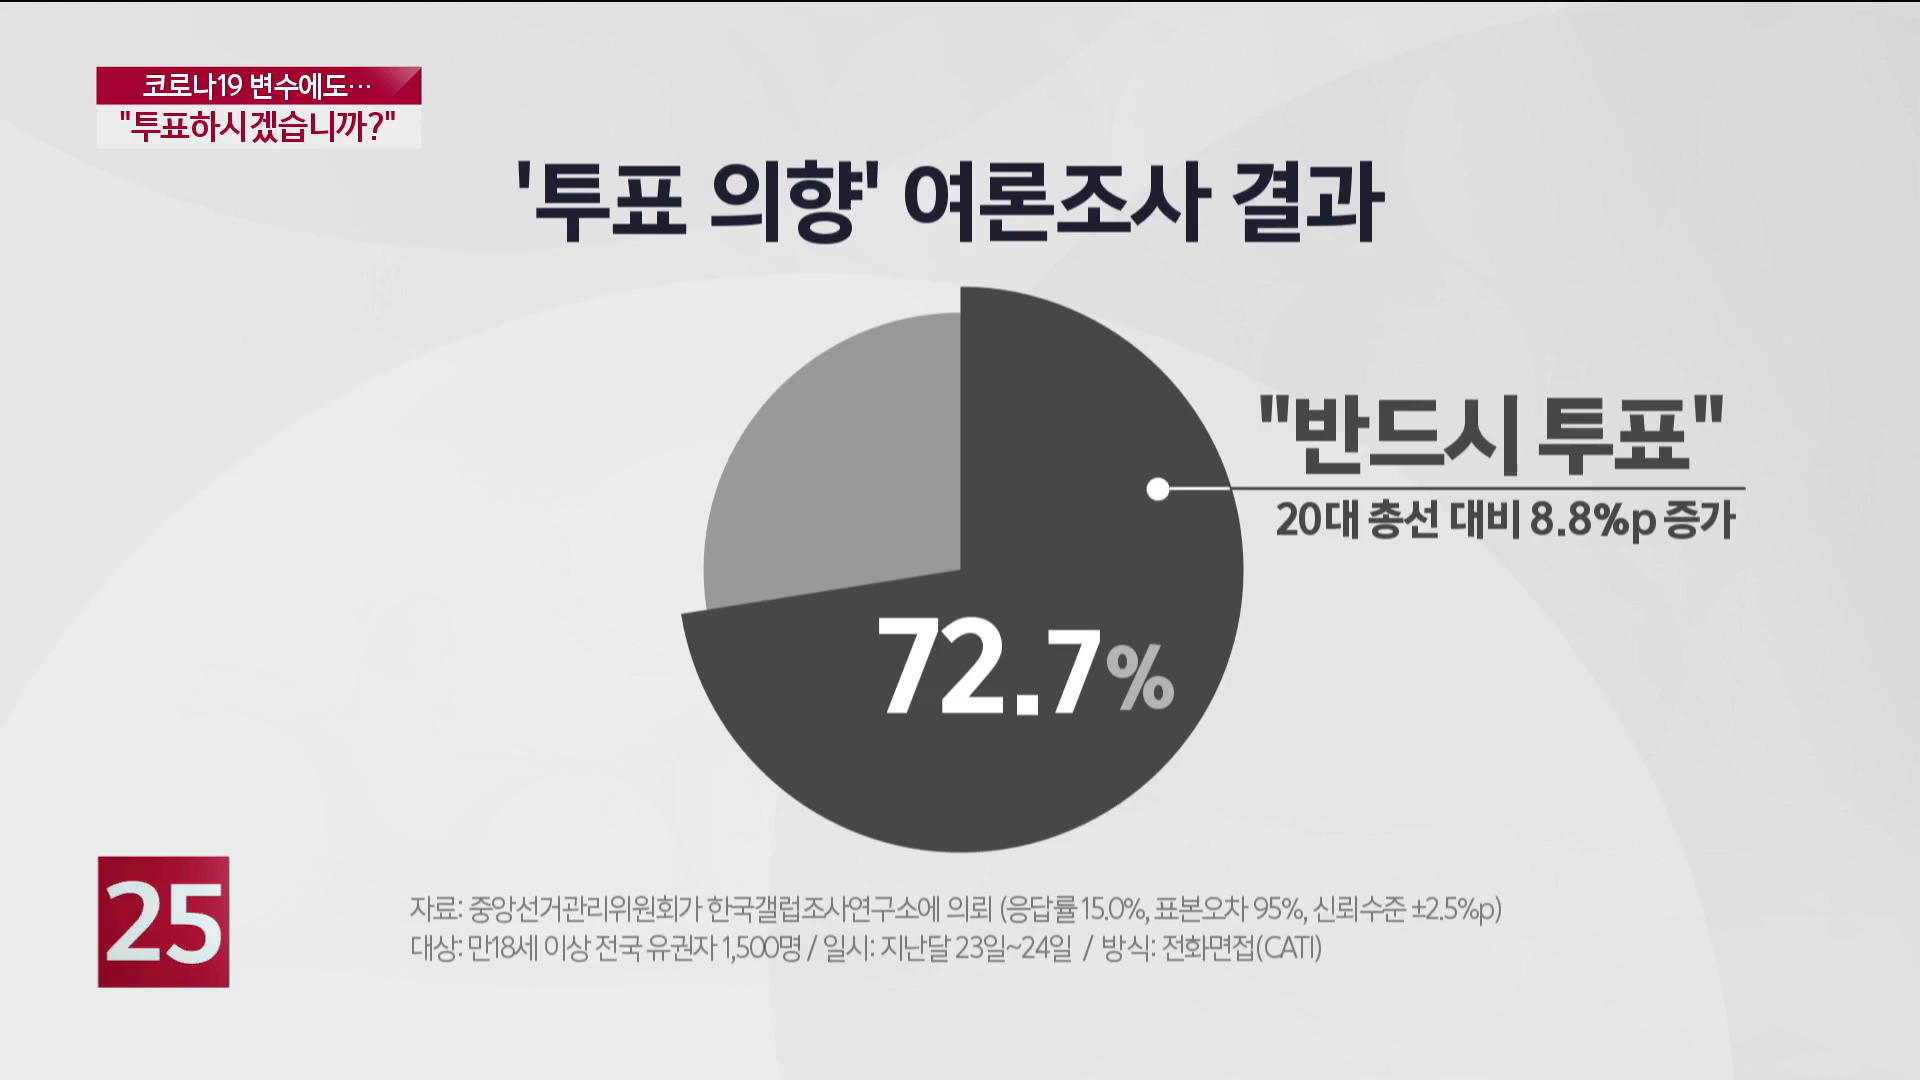 코로나19 변수에도…
"투표하시겠습니까?"
'투표 의향' 여론조사 결과
"반드시 투표"
20대 총선 대비 8.8%p 증가
72.7%
25
자료: 중앙선거관리위원회가 한국갤럽조사연구소에 의뢰 (응답률 15.0%, 표본오차 95%, 신뢰수준 ±2.5%p)
대상: 만18세 이상 전국 유권자 1,500명 / 일시: 지난달 23일~24일 / 방식: 전화면접(CATI)